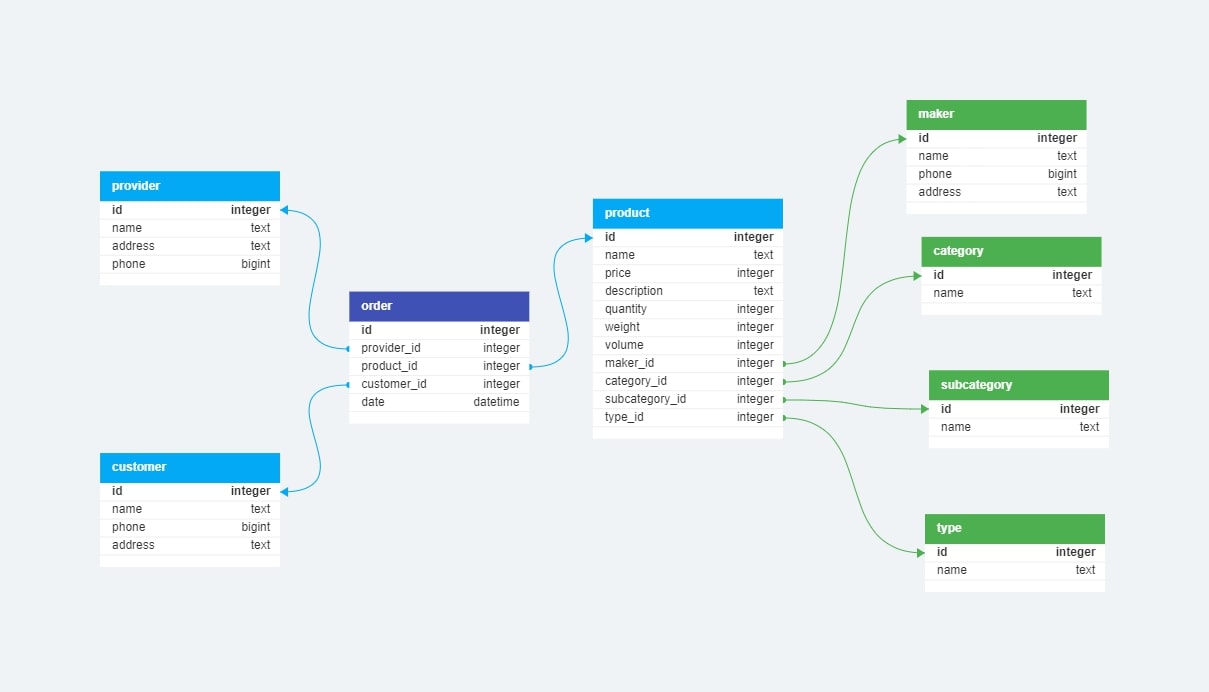 provider
id integer
name text
address text
phone bigint
customer
id integer
name text
phone bigint
address text
order
id integer
provider_id integer
product_id integer
customer_id integer
date datetime
product
id integer
name text
price integer
description text
quantity integer
weight integer
volume integer
maker_id integer
category_id integer
subcategory_id integer
type_id integer
maker
id integer
name text
phone bigint
address text
category
id integer
name text
subcategory
id integer
name text
type
id integer
name text